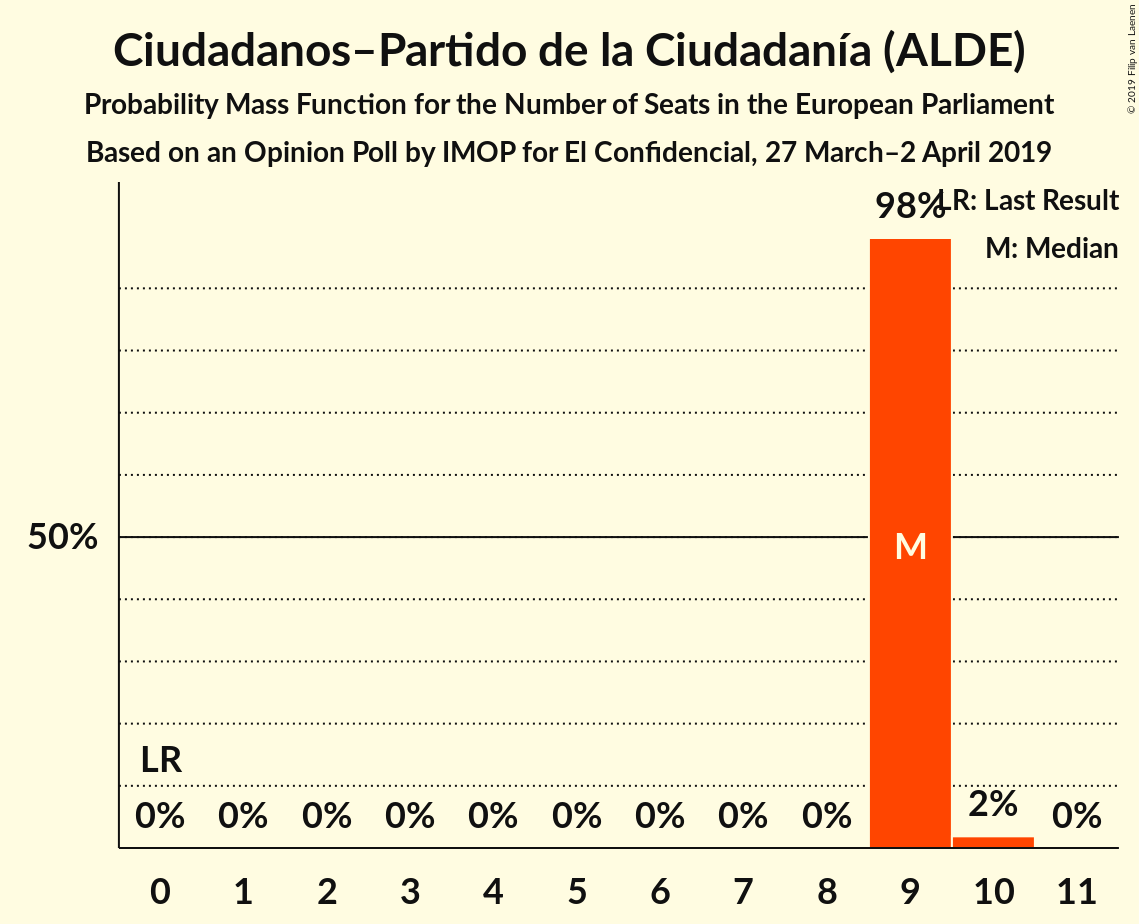 Ciudadanos–Partido de la Ciudadanía (ALDE)
Probability Mass Function for the Number of Seats in the European Parliament
Based on an Opinion Poll by IMOP for El Confidencial, 27 March–2 April 2019
© 2019 Filip van Laenen
98%
LR: Last Result
M: Median
50%
M
LR
0% 0% 0% 0% 0% 0% 0% 0% 0% 2% 0%
0 1 2 3 4 5 6 7 8 9 10 11